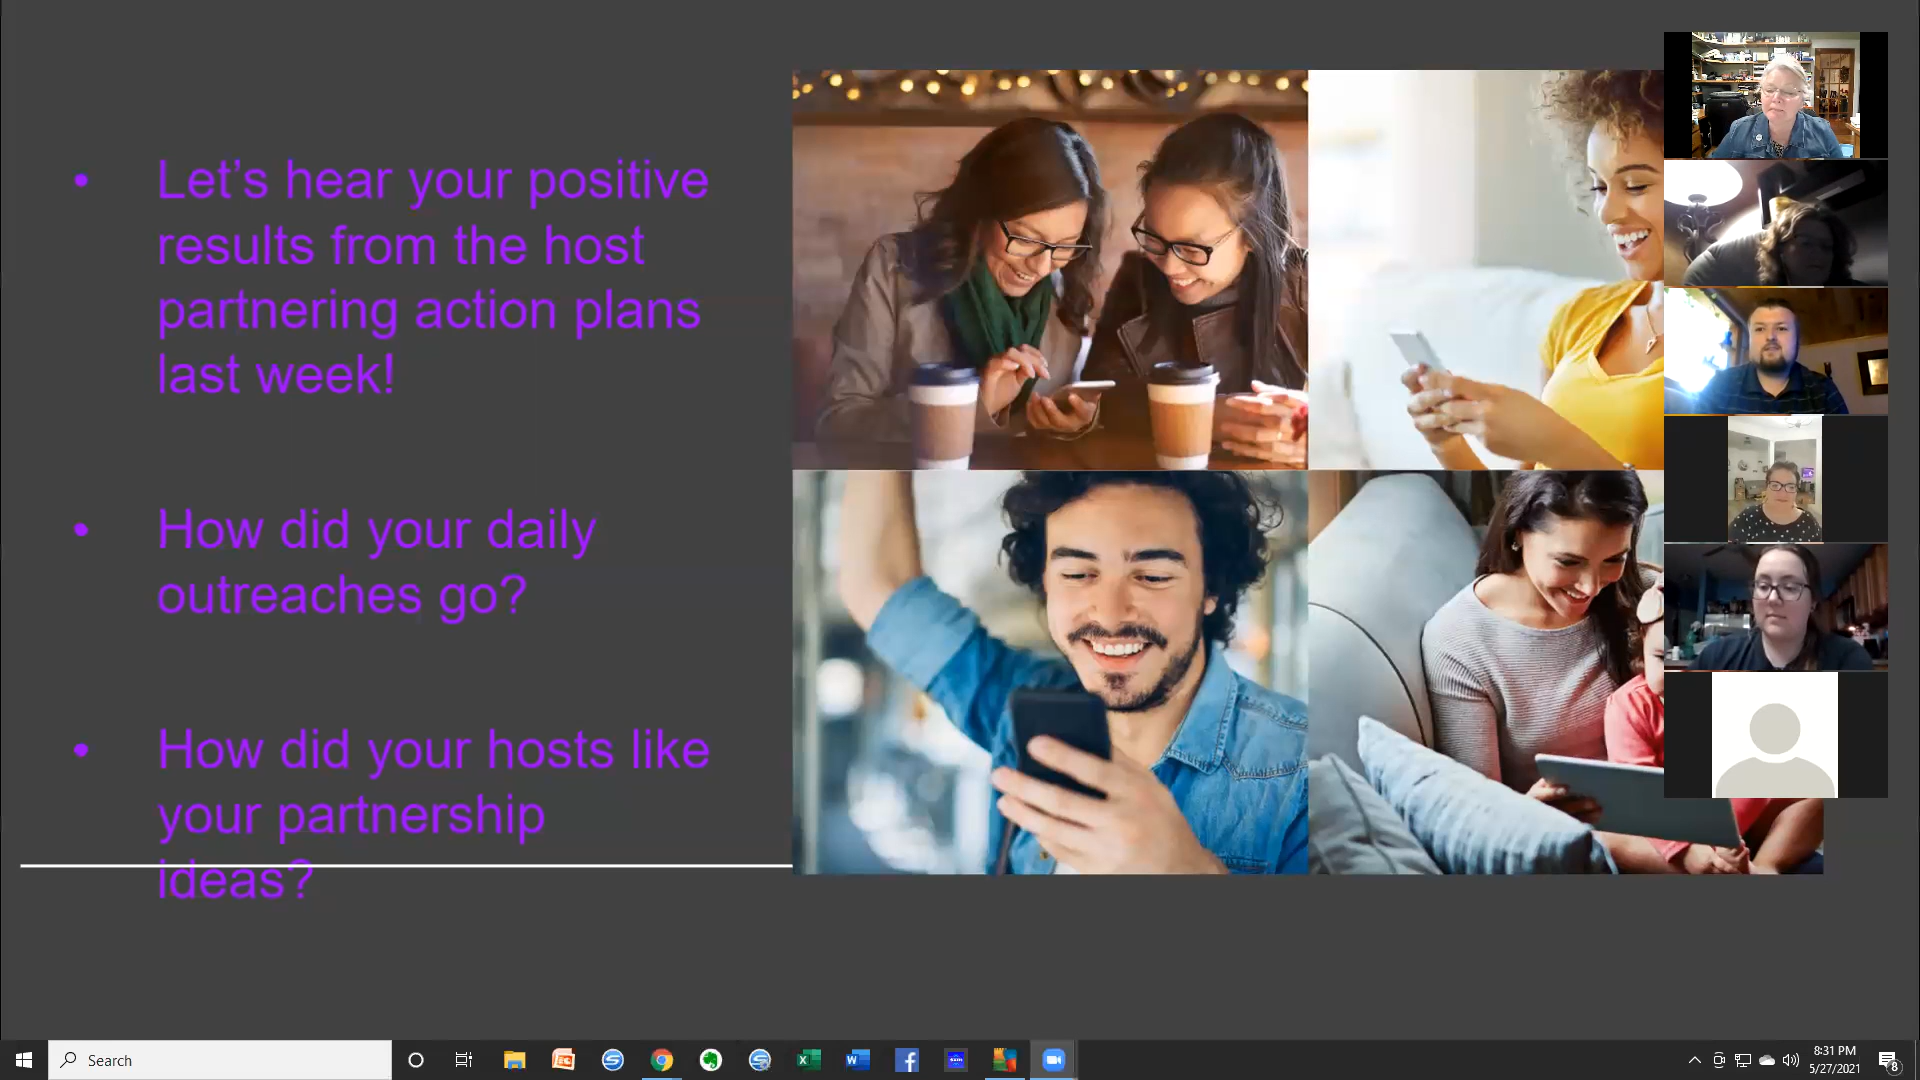 • Let’s hear your positive
results from the host
partnering action plans
last week!
• How did your daily
outreaches go?
• How did your hosts like
your partnership
ideas?
Search
8:31 PM
5/27/2021
8